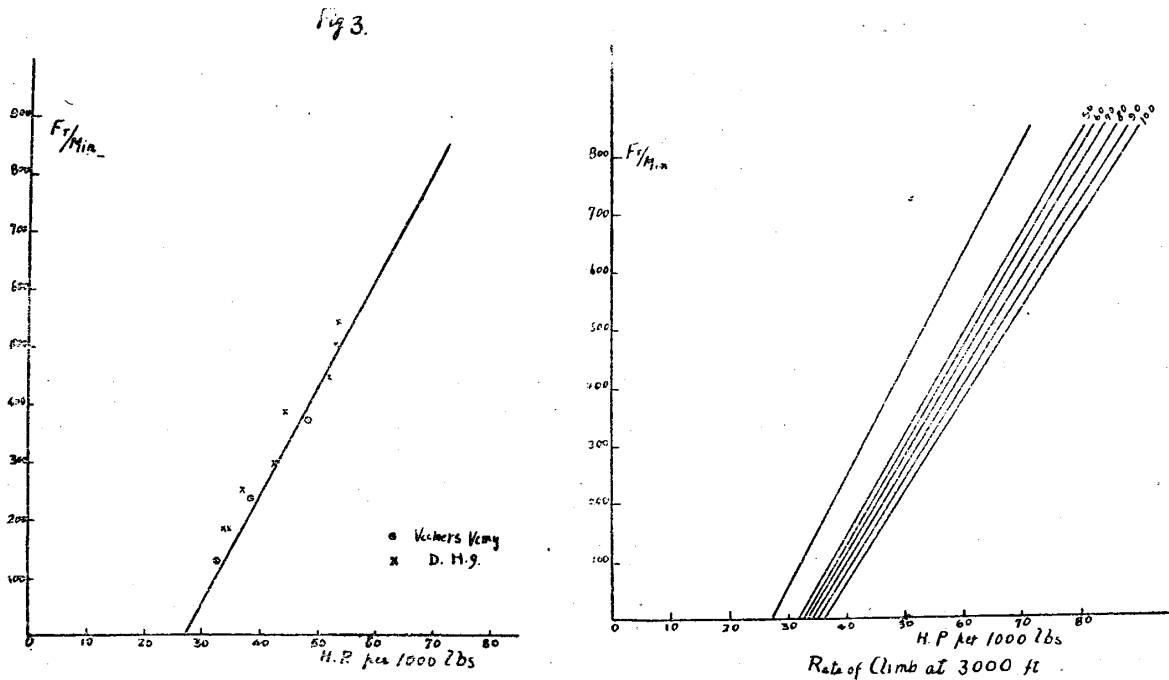 Fig 3.
Ft/Min
800
700
600
500
400
300
200
100
0 10 20 30 40 50 60 70 80
H.P. per 1000 lbs
⊙ Vickers Vimy
x D.H.9.
Ft/Min
800
700
600
500
400
300
200
100
50 60 70 80 90 100
0 10 20 30 40 50 60 70 80
H.P per 1000 lbs
Rate of Climb at 3000 ft